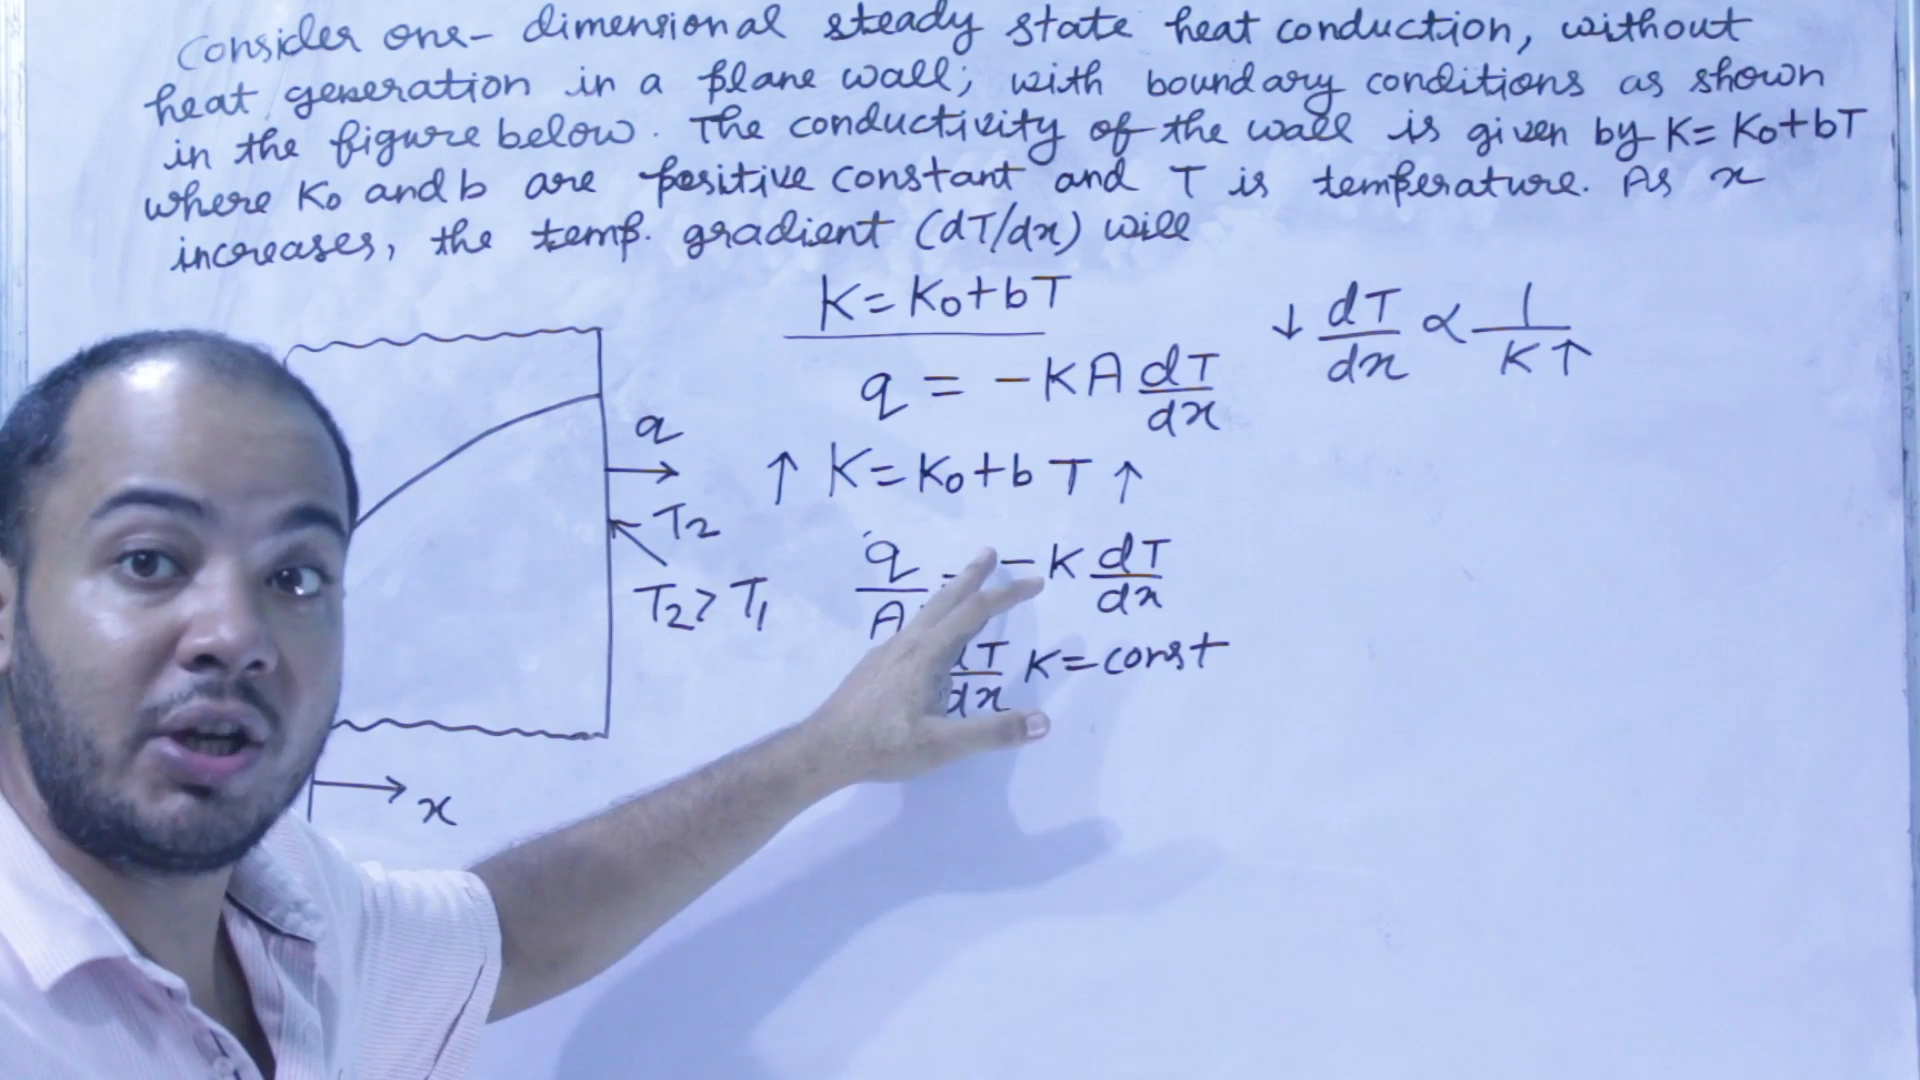 Consider one-dimensional steady state heat conduction, without
heat generation in a plane wall; with boundary conditions as shown
in the figure below. The conductivity of the wall is given by K=K₀+bT
where K₀ and b are positive constant and T is temperature. As x
increases, the temp. gradient (dT/dx) will
K=K₀+bT
↓ dT/dx ∝ 1/K↑
q = -KA dT/dx
q
↑ K=K₀+bT ↑
T₂
T₂>T₁
q/A = -K dT/dx
dT/dx K=const
x